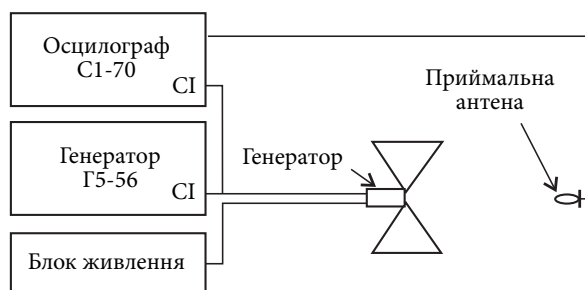 Осцилограф
С1-70
СІ
Приймальна
антена
Генератор
Г5-56
СІ
Генератор
Блок живлення